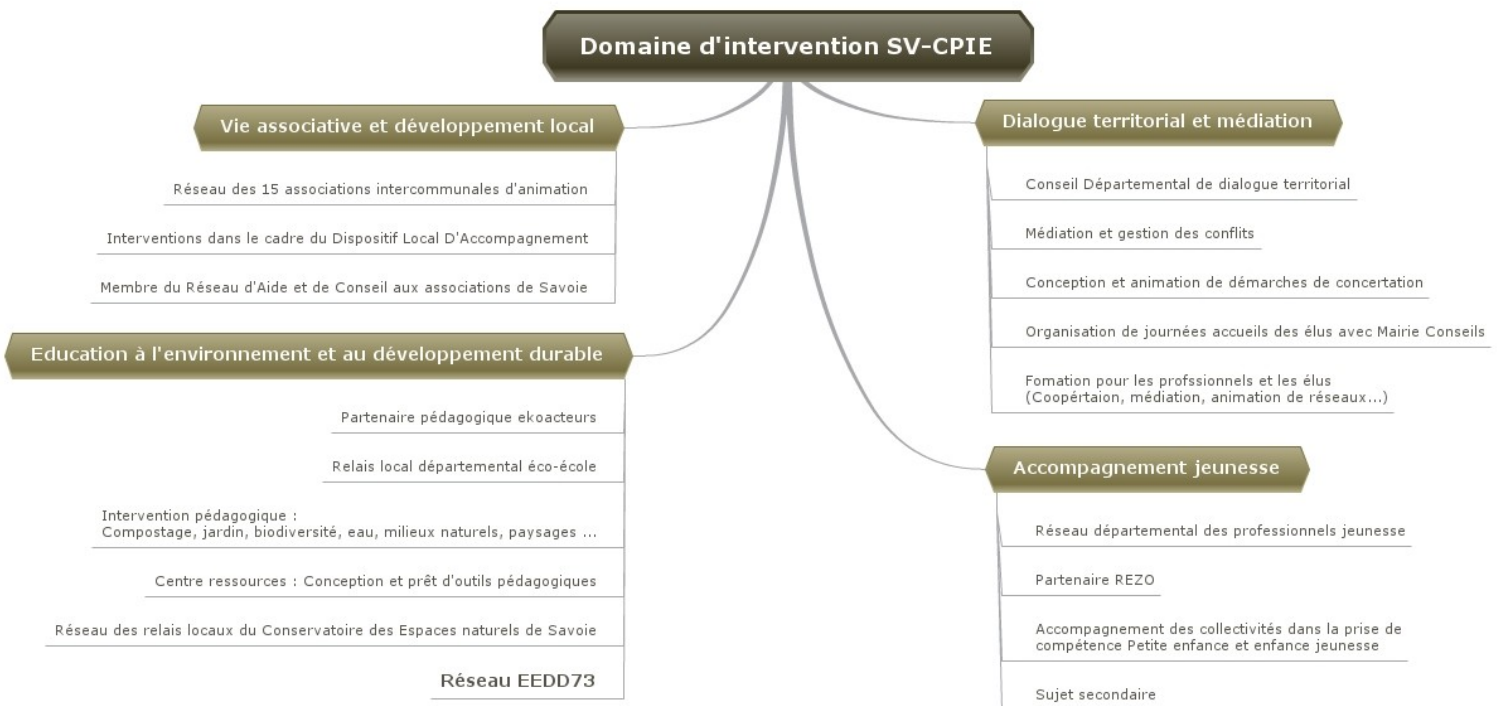 Domaine d'intervention SV-CPIE
Vie associative et développement local
Réseau des 15 associations intercommunales d'animation
Interventions dans le cadre du Dispositif Local D'Accompagnement
Membre du Réseau d'Aide et de Conseil aux associations de Savoie
Education à l'environnement et au développement durable
Partenaire pédagogique ekoacteurs
Relais local départemental éco-école
Intervention pédagogique :
Compostage, jardin, biodiversité, eau, milieux naturels, paysages ...
Centre ressources : Conception et prêt d'outils pédagogiques
Réseau des relais locaux du Conservatoire des Espaces naturels de Savoie
Réseau EEDD73
Dialogue territorial et médiation
Conseil Départemental de dialogue territorial
Médiation et gestion des conflits
Conception et animation de démarches de concertation
Organisation de journées accueils des élus avec Mairie Conseils
Fomation pour les profssionnels et les élus
(Coopértaion, médiation, animation de réseaux...)
Accompagnement jeunesse
Réseau départemental des professionnels jeunesse
Partenaire REZO
Accompagnement des collectivités dans la prise de
compétence Petite enfance et enfance jeunesse
Sujet secondaire